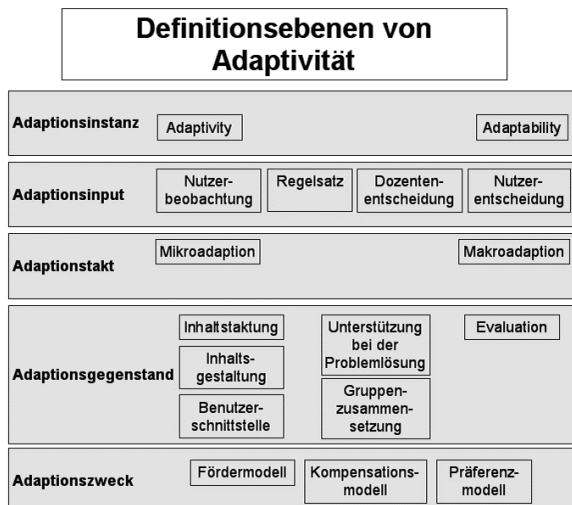 Definitionsebenen von
Adaptivität
Adaptionsinstanz
Adaptivity
Adaptability
Adaptionsinput
Nutzer-
beobachtung
Regelsatz
Dozenten-
entscheidung
Nutzer-
entscheidung
Adaptionstakt
Mikroadaption
Makroadaption
Adaptionsgegenstand
Inhaltstaktung
Inhalts-
gestaltung
Benutzer-
schnittstelle
Unterstützung
bei der
Problemlösung
Gruppen-
zusammen-
setzung
Evaluation
Adaptionszweck
Fördermodell
Kompensations-
modell
Präferenz-
modell